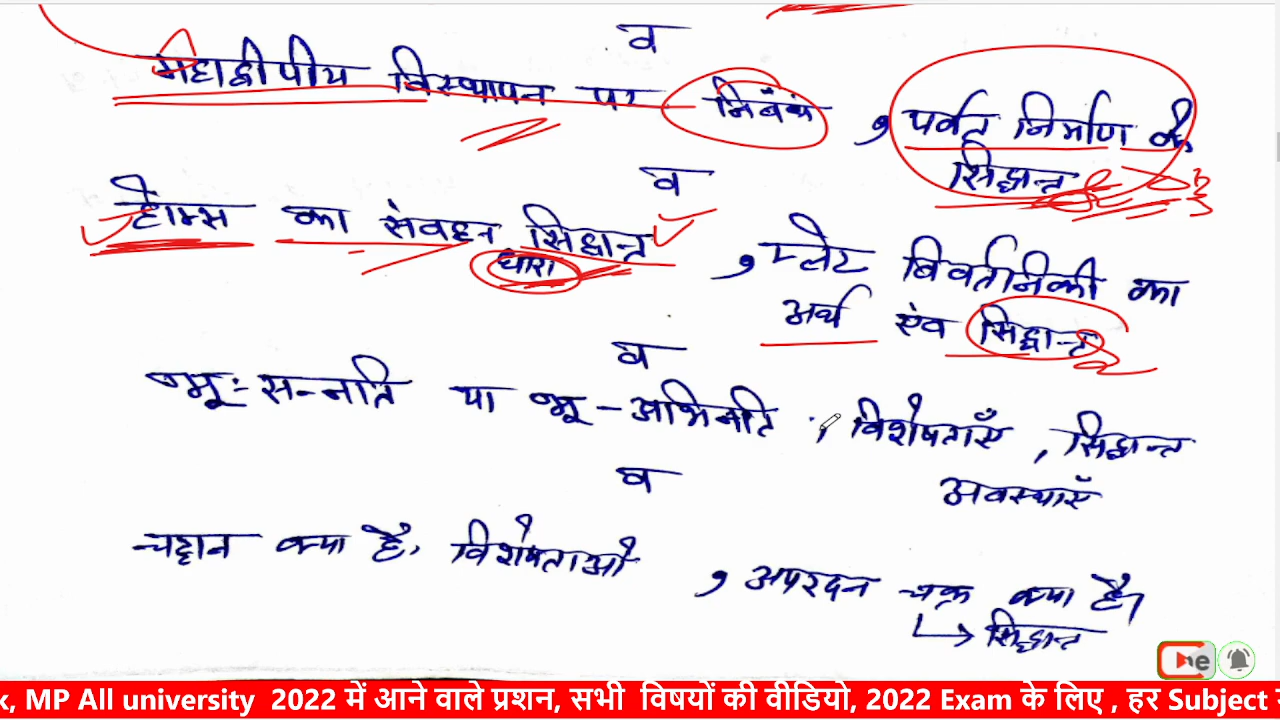 व
महाद्वीपीय विस्थापन पर निबंध , पर्वत निर्माण के
सिद्धान्त
व
होम्स का संवहन सिद्धान्त
धारा
, प्लेट विवर्तनिकी का
अर्थ एंव सिद्धान्त
व
भू-सन्नति या भू-अभिनति , विशेषताएँ , सिद्धान्त
अवस्थाएँ
व
चट्टान क्या है, विशेषताओं , अपरदन चक्र क्या है।
सिद्धान्त
me
, MP All university 2022 में आने वाले प्रशन, सभी विषयों की वीडियो, 2022 Exam के लिए , हर Subject